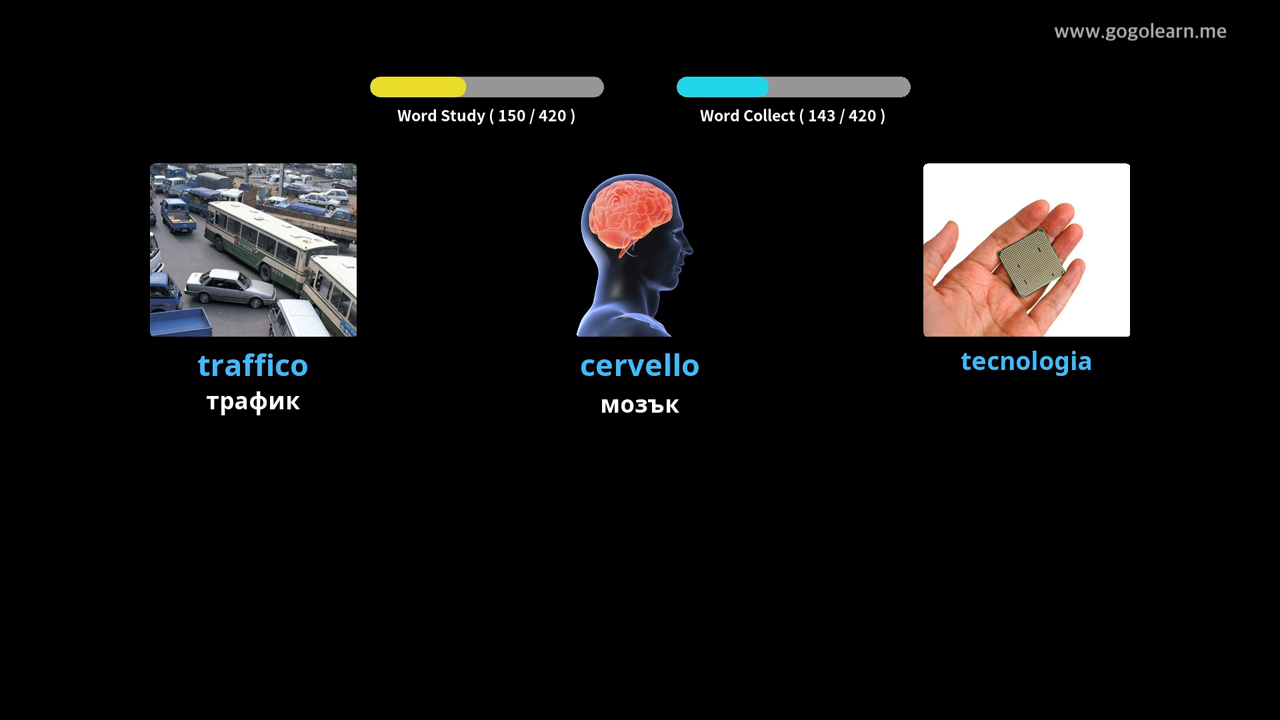 www.gogolearn.me
Word Study ( 150 / 420 )
Word Collect ( 143 / 420 )
traffico
трафик
cervello
мозък
tecnologia